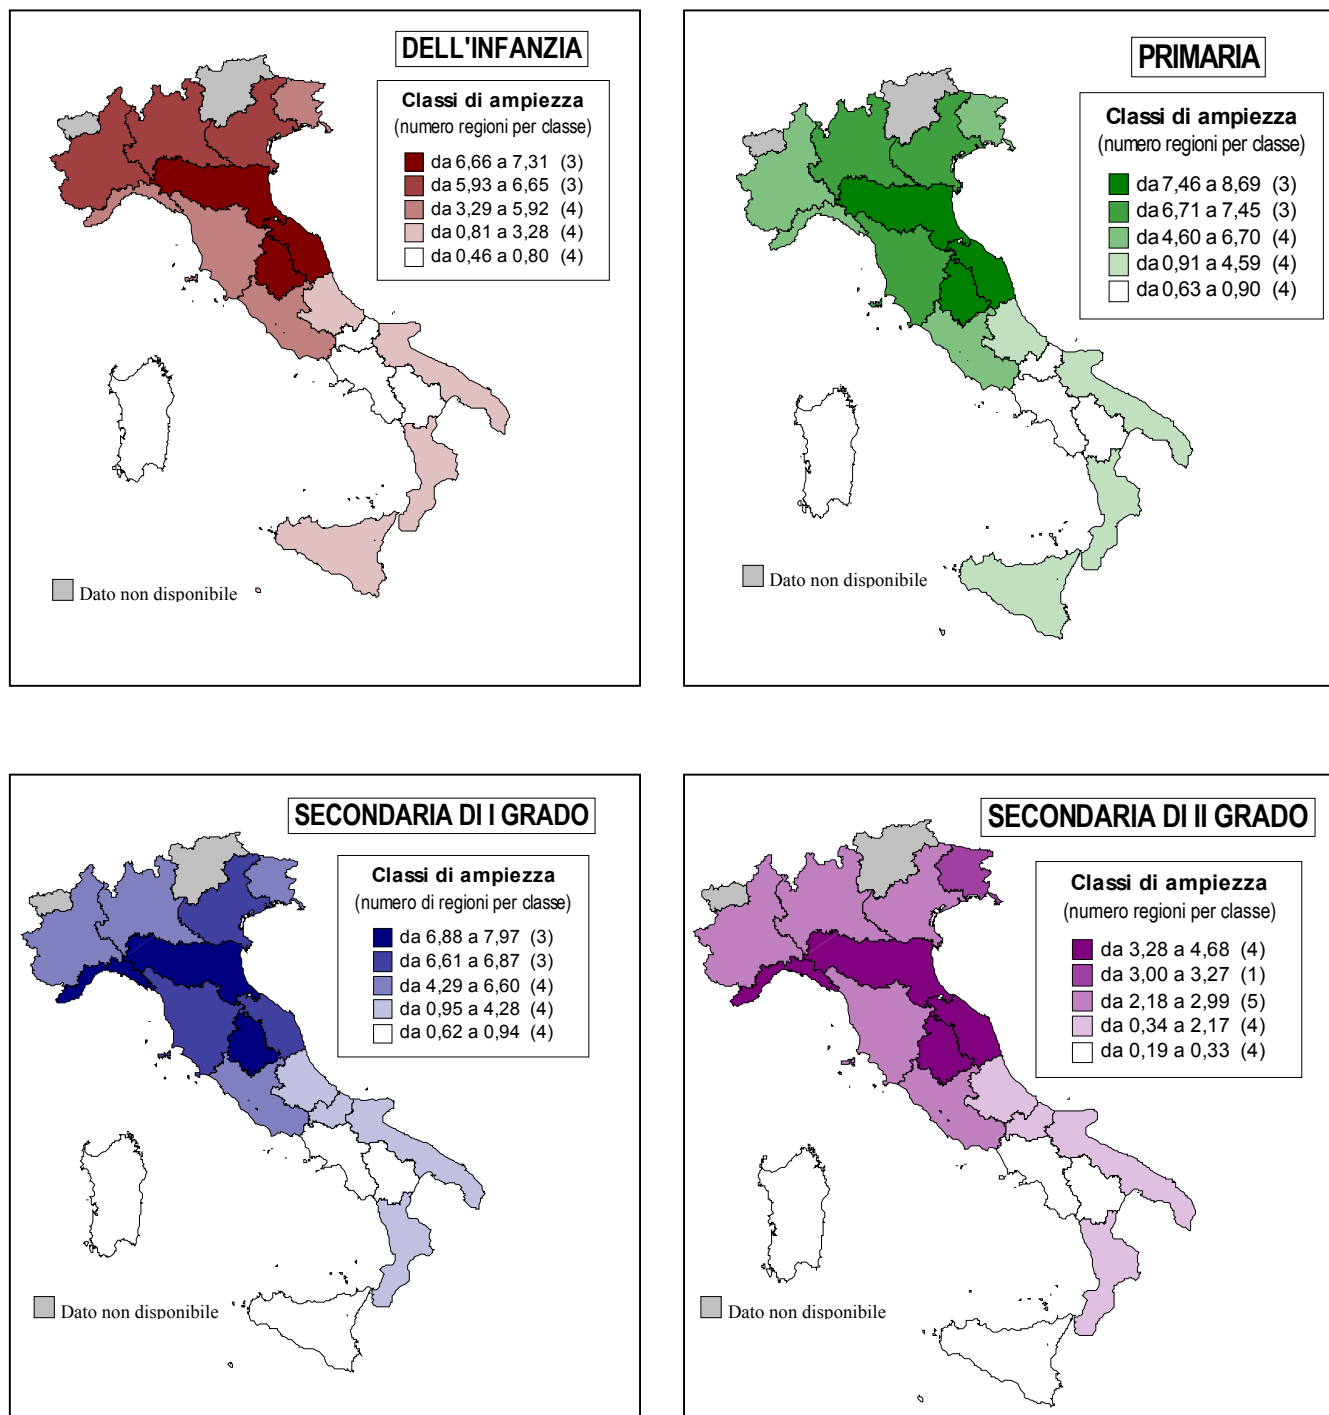 DELL'INFANZIA
Classi di ampiezza
(numero regioni per classe)
da 6,66 a 7,31 (3)
da 5,93 a 6,65 (3)
da 3,29 a 5,92 (4)
da 0,81 a 3,28 (4)
da 0,46 a 0,80 (4)
Dato non disponibile
PRIMARIA
Classi di ampiezza
(numero regioni per classe)
da 7,46 a 8,69 (3)
da 6,71 a 7,45 (3)
da 4,60 a 6,70 (4)
da 0,91 a 4,59 (4)
da 0,63 a 0,90 (4)
Dato non disponibile
SECONDARIA DI I GRADO
Classi di ampiezza
(numero di regioni per classe)
da 6,88 a 7,97 (3)
da 6,61 a 6,87 (3)
da 4,29 a 6,60 (4)
da 0,95 a 4,28 (4)
da 0,62 a 0,94 (4)
Dato non disponibile
SECONDARIA DI II GRADO
Classi di ampiezza
(numero regioni per classe)
da 3,28 a 4,68 (4)
da 3,00 a 3,27 (1)
da 2,18 a 2,99 (5)
da 0,34 a 2,17 (4)
da 0,19 a 0,33 (4)
Dato non disponibile